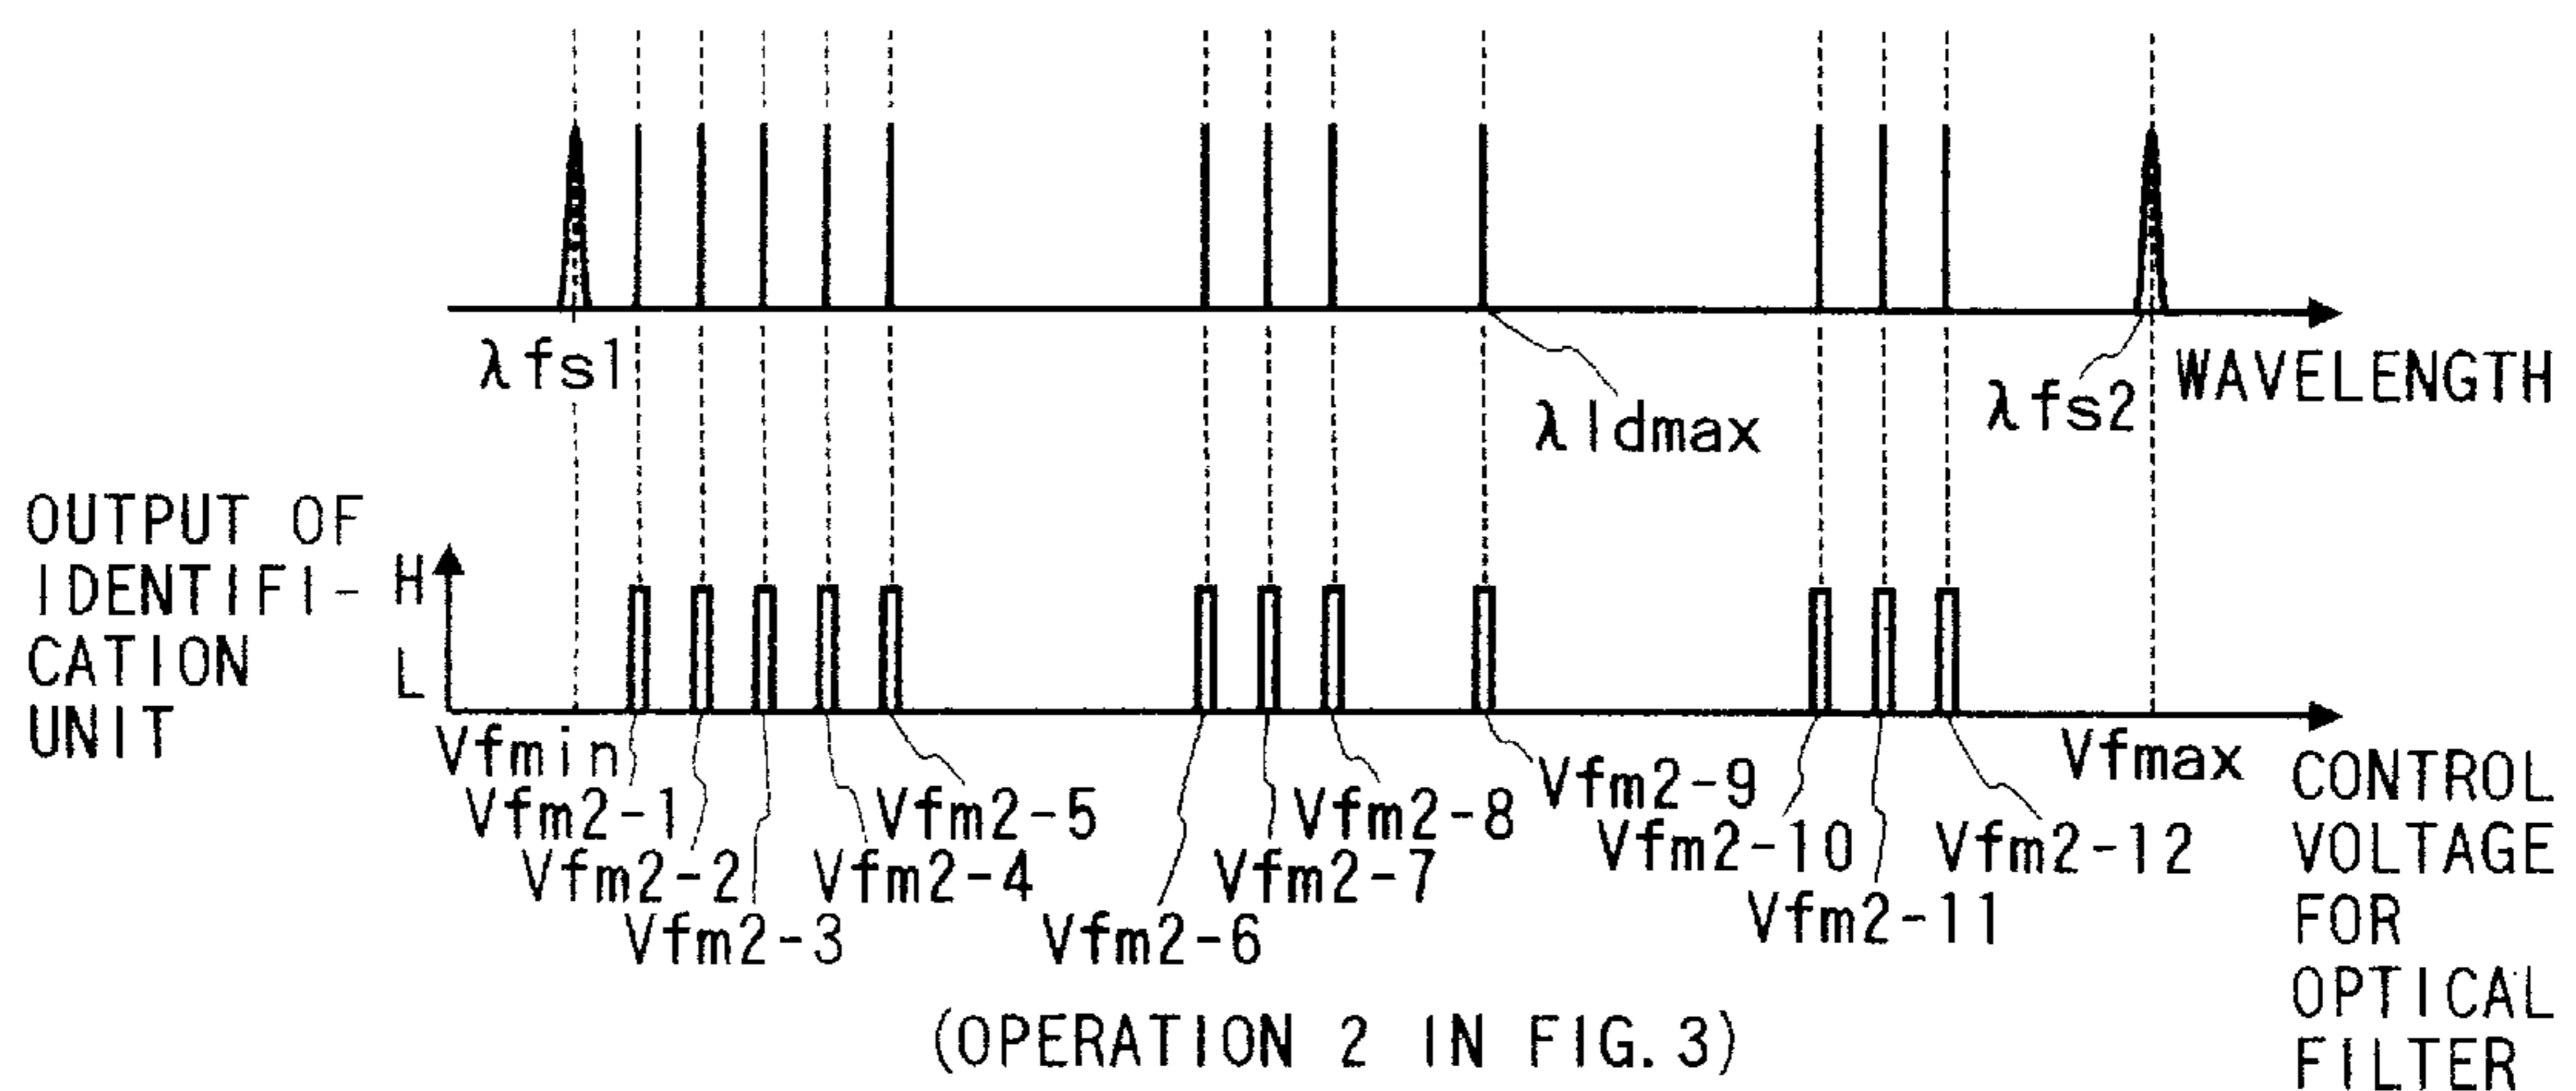 λfs1
λldmax
λfs2
WAVELENGTH
OUTPUT OF
IDENTIFI-
CATION
UNIT
H
L
Vfmin
Vfm2-1
Vfm2-2
Vfm2-3
Vfm2-4
Vfm2-5
Vfm2-6
Vfm2-7
Vfm2-8
Vfm2-9
Vfm2-10
Vfm2-11
Vfm2-12
Vfmax
CONTROL
VOLTAGE
FOR
OPTICAL
FILTER
(OPERATION 2 IN FIG. 3)